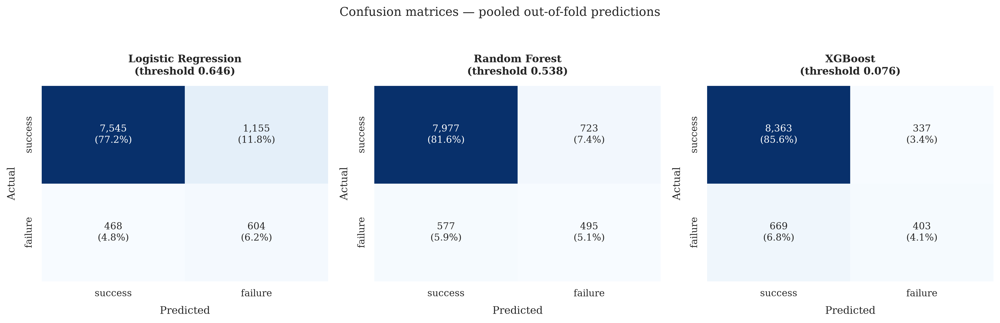 Confusion matrices — pooled out-of-fold predictions
Logistic Regression
(threshold 0.646)
Actual
success
failure
7,545
(77.2%)
1,155
(11.8%)
468
(4.8%)
604
(6.2%)
success
failure
Predicted
Random Forest
(threshold 0.538)
Actual
success
failure
7,977
(81.6%)
723
(7.4%)
577
(5.9%)
495
(5.1%)
success
failure
Predicted
XGBoost
(threshold 0.076)
Actual
success
failure
8,363
(85.6%)
337
(3.4%)
669
(6.8%)
403
(4.1%)
success
failure
Predicted